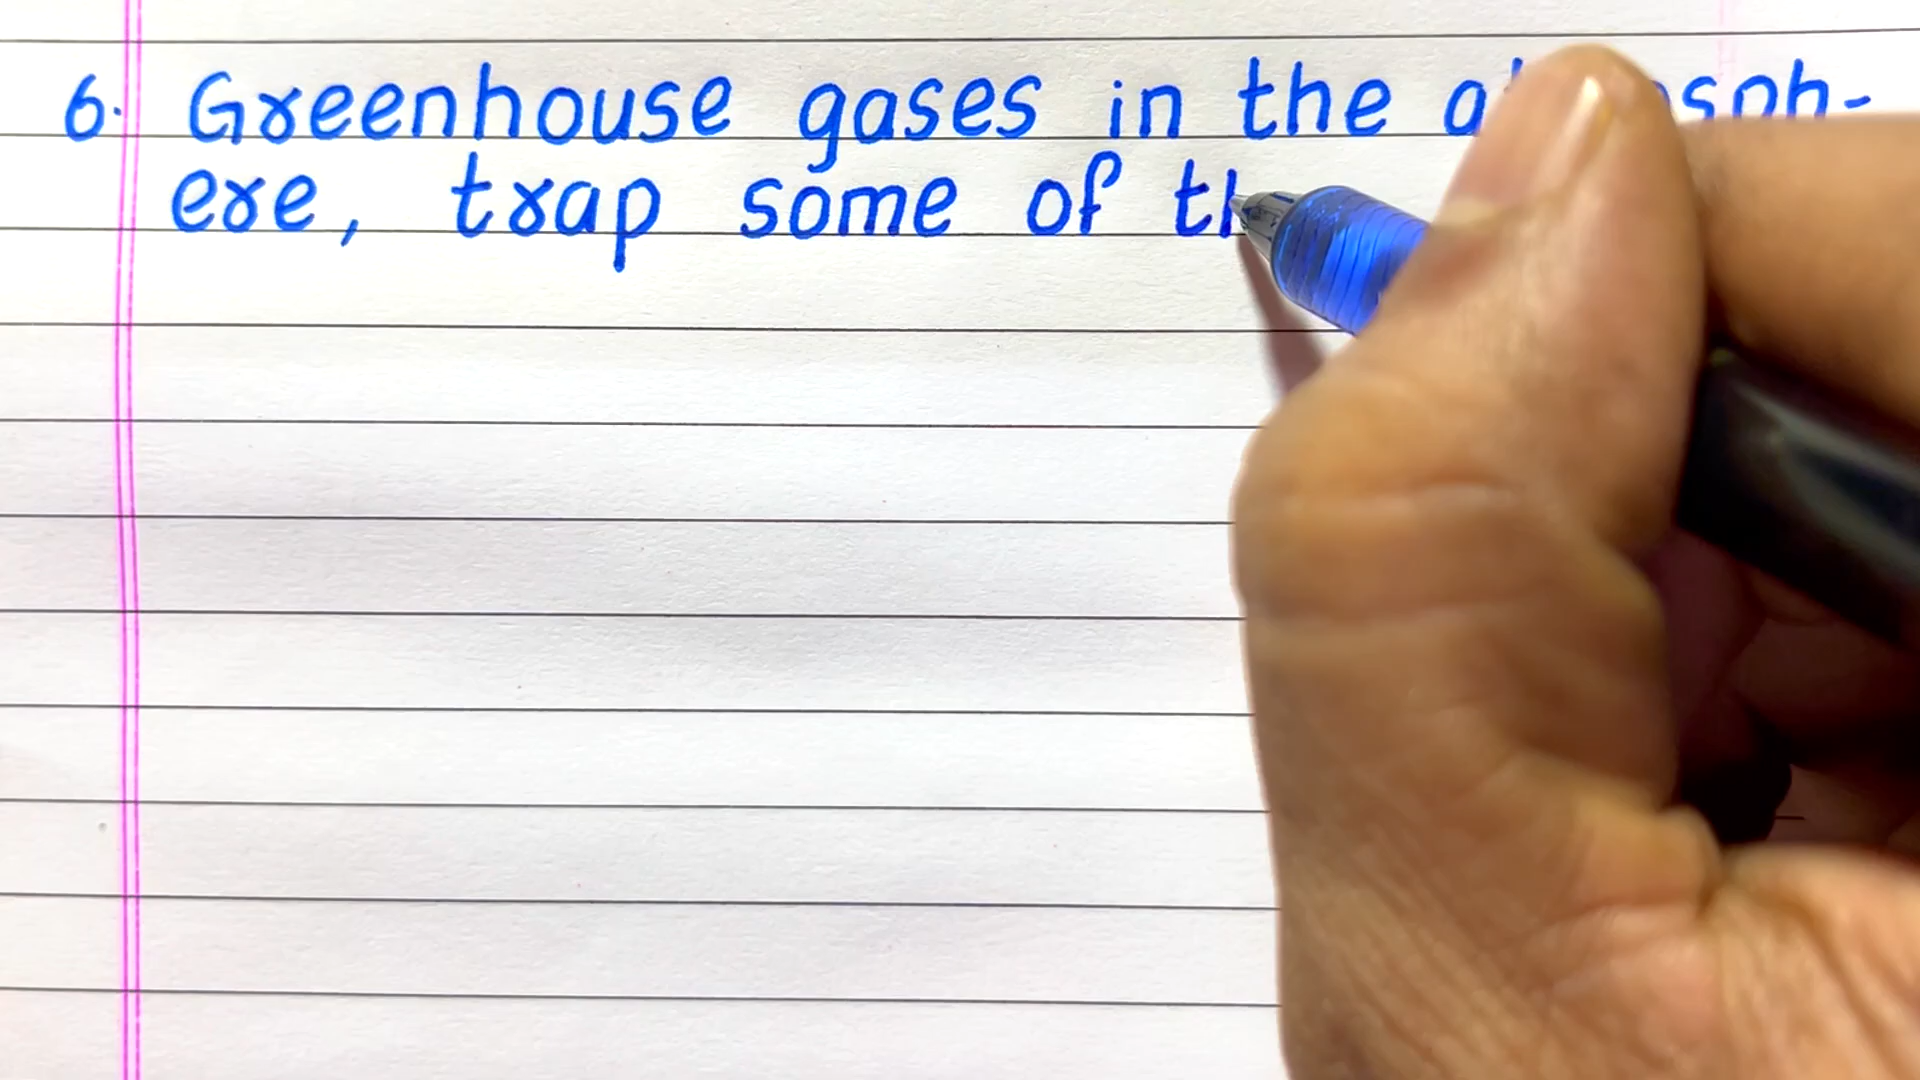 6. Greenhouse gases in the
ere, trap some of